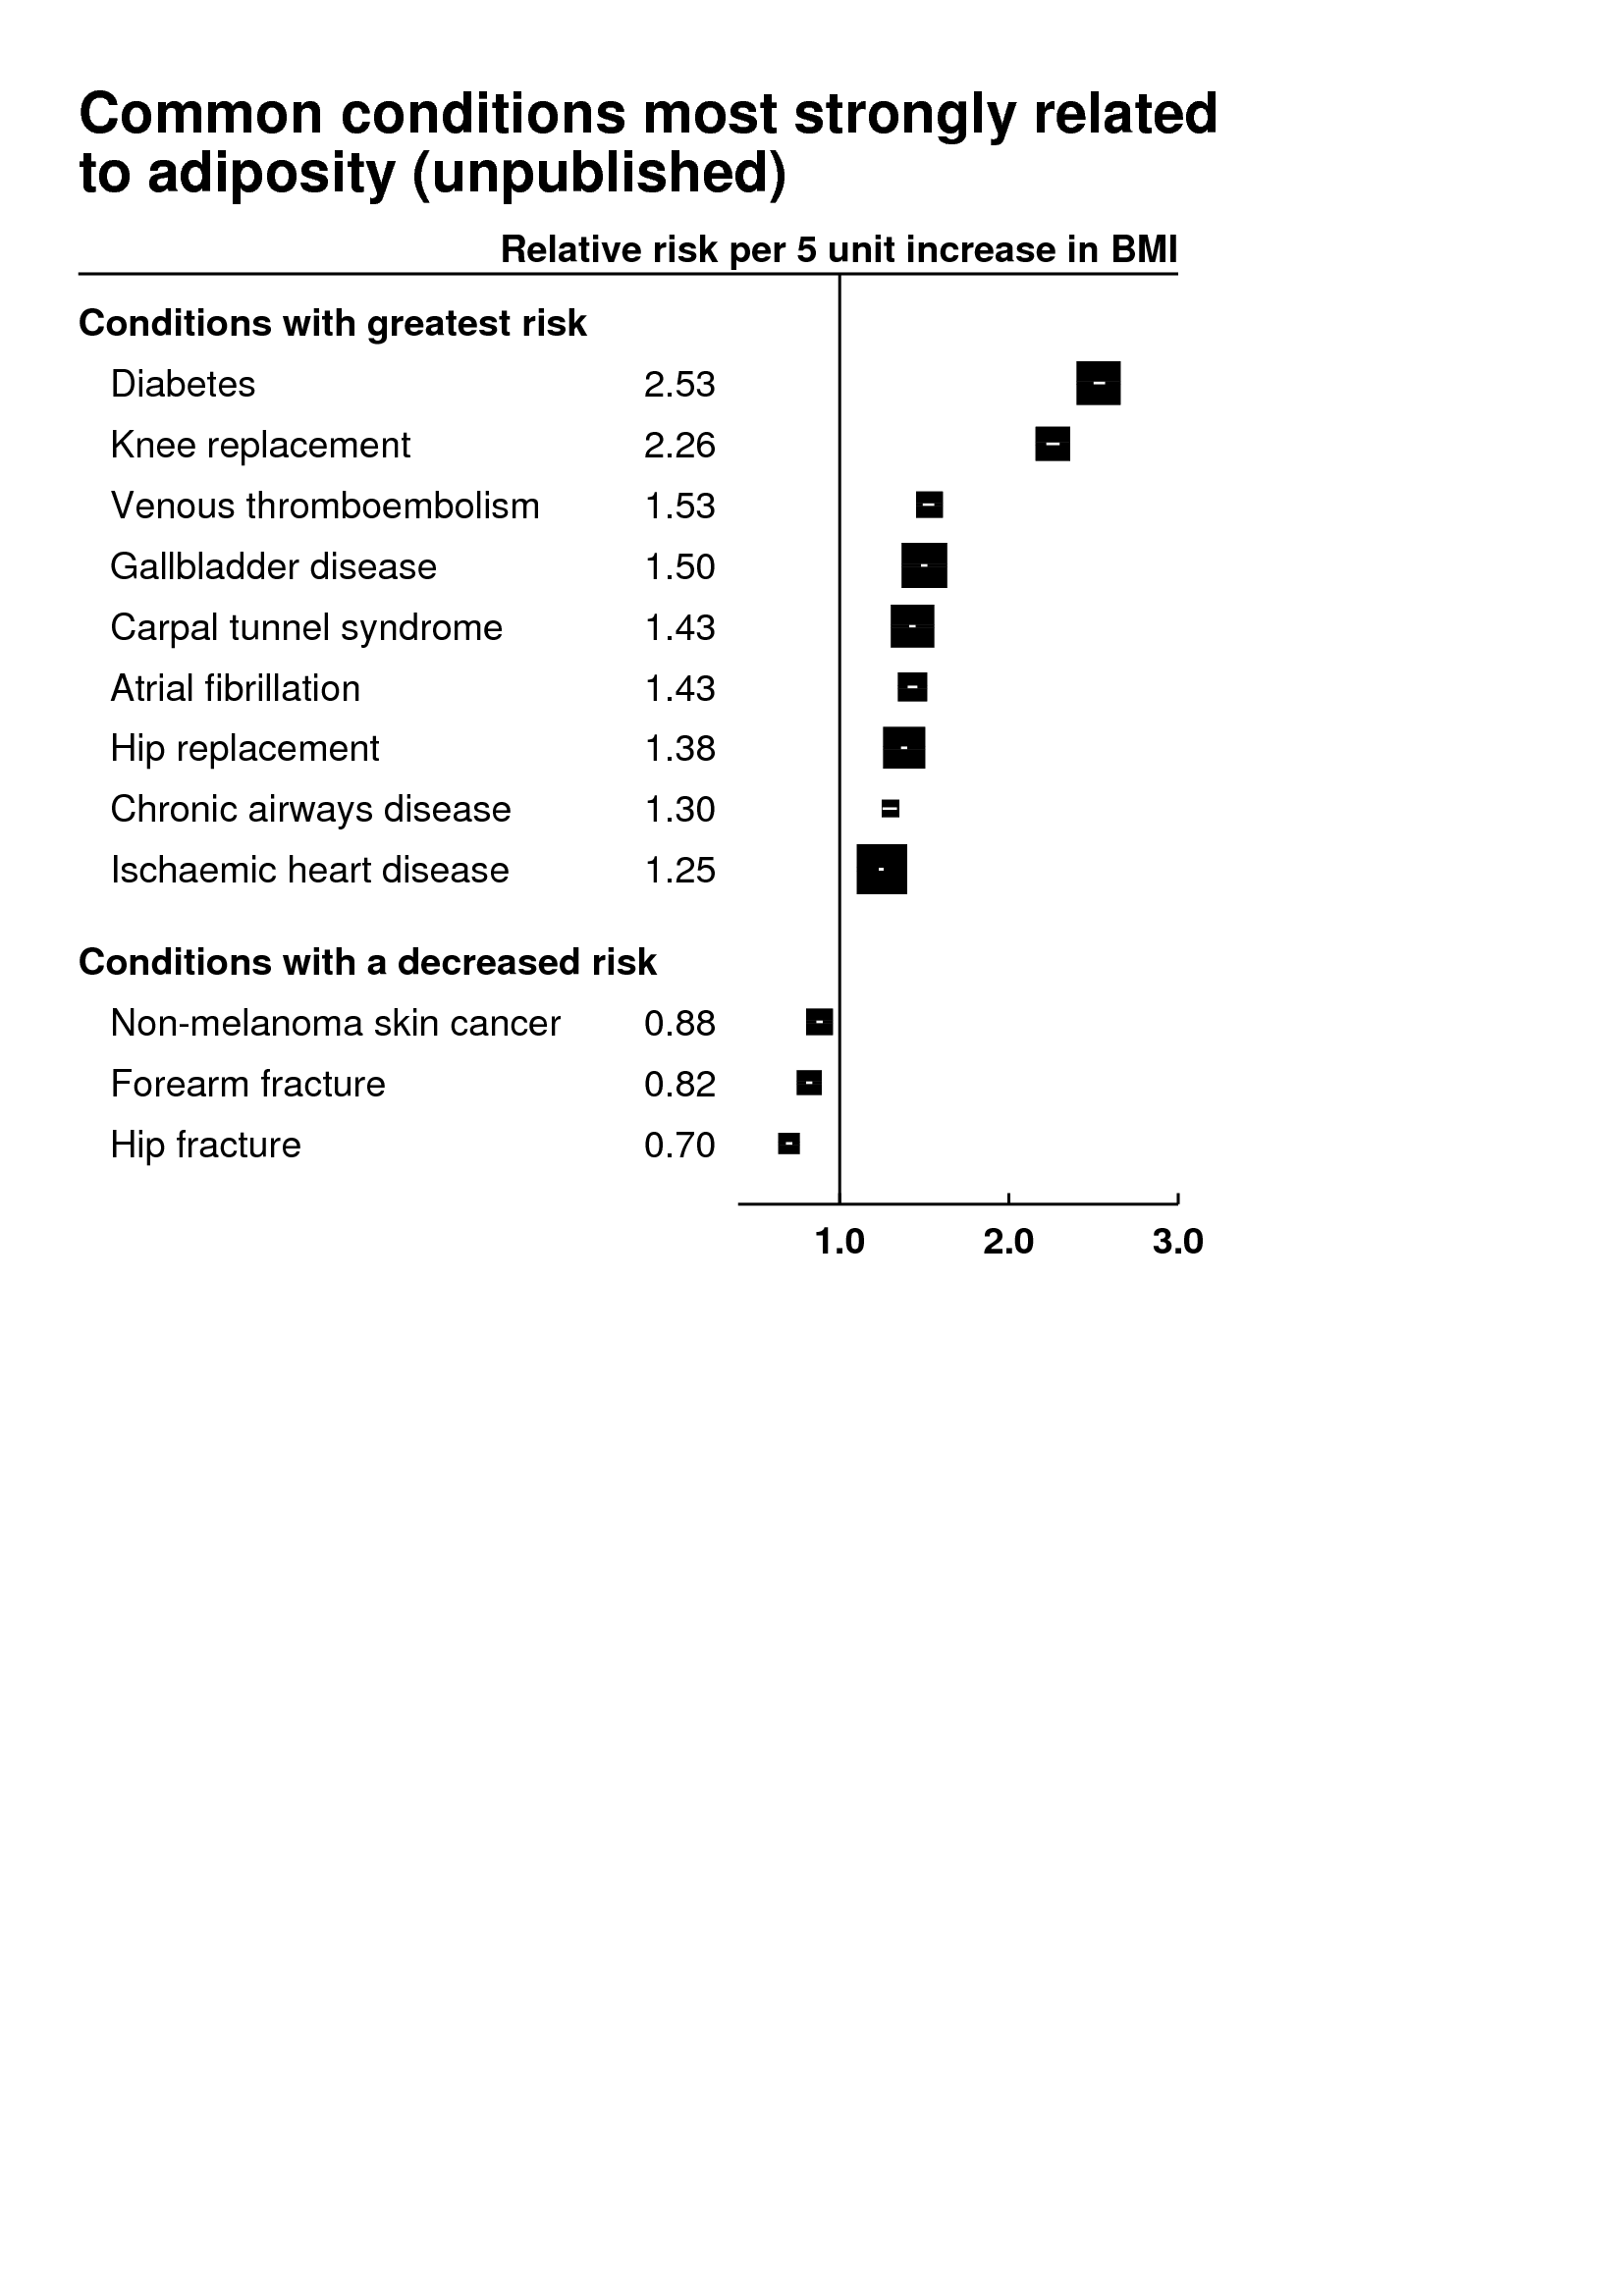 Common conditions most strongly related
to adiposity (unpublished)
Relative risk per 5 unit increase in BMI
Conditions with greatest risk
Diabetes 2.53
Knee replacement 2.26
Venous thromboembolism 1.53
Gallbladder disease 1.50
Carpal tunnel syndrome 1.43
Atrial fibrillation 1.43
Hip replacement 1.38
Chronic airways disease 1.30
Ischaemic heart disease 1.25
Conditions with a decreased risk
Non-melanoma skin cancer 0.88
Forearm fracture 0.82
Hip fracture 0.70
1.0 2.0 3.0